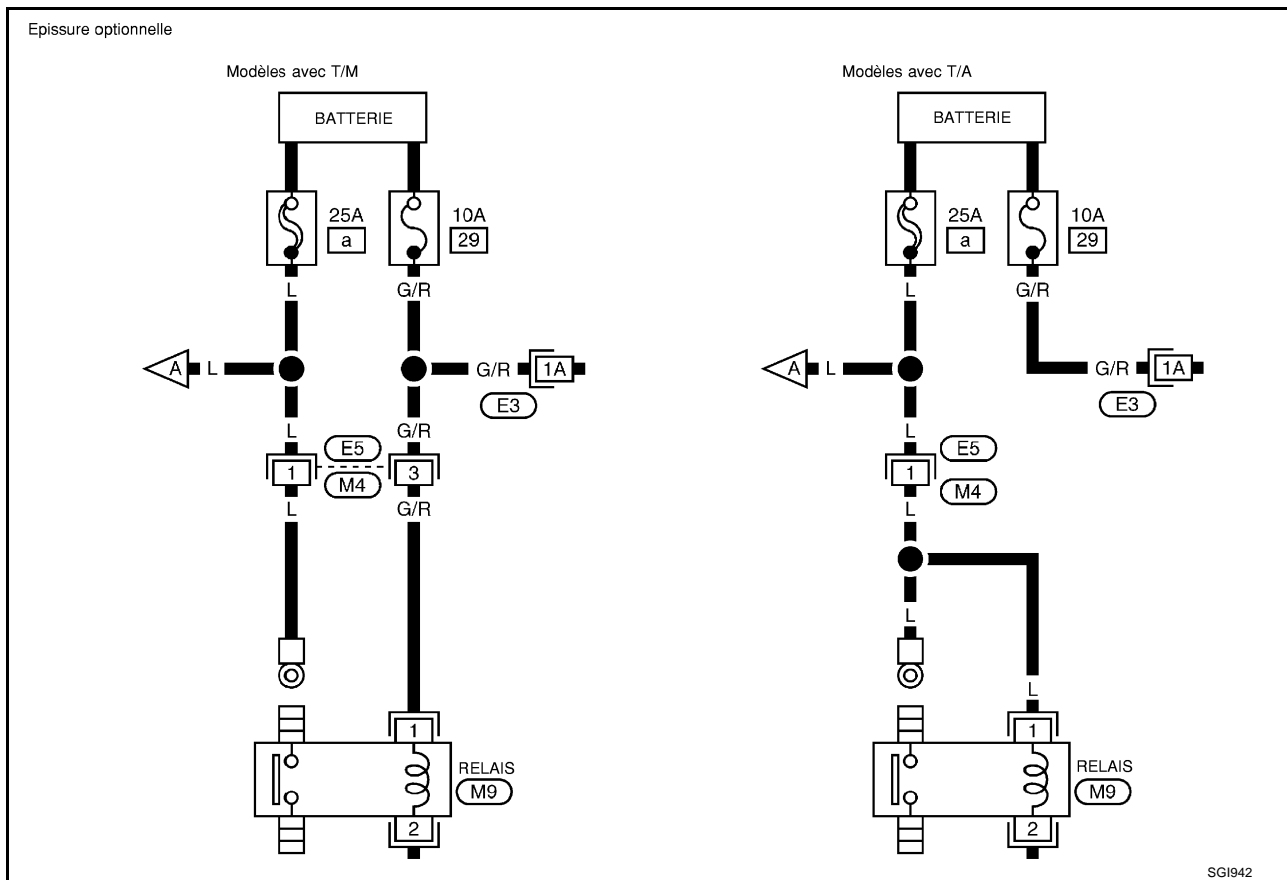 Epissure optionnelle
Modèles avec T/M
BATTERIE
25A
a
10A
29
L
G/R
A
L
G/R
1A
E3
L
G/R
E5
1
3
M4
L
G/R
1
RELAIS
M9
2
Modèles avec T/A
BATTERIE
25A
a
10A
29
L
G/R
A
L
G/R
1A
E3
L
E5
1
M4
L
L
L
1
RELAIS
M9
2
SGI942